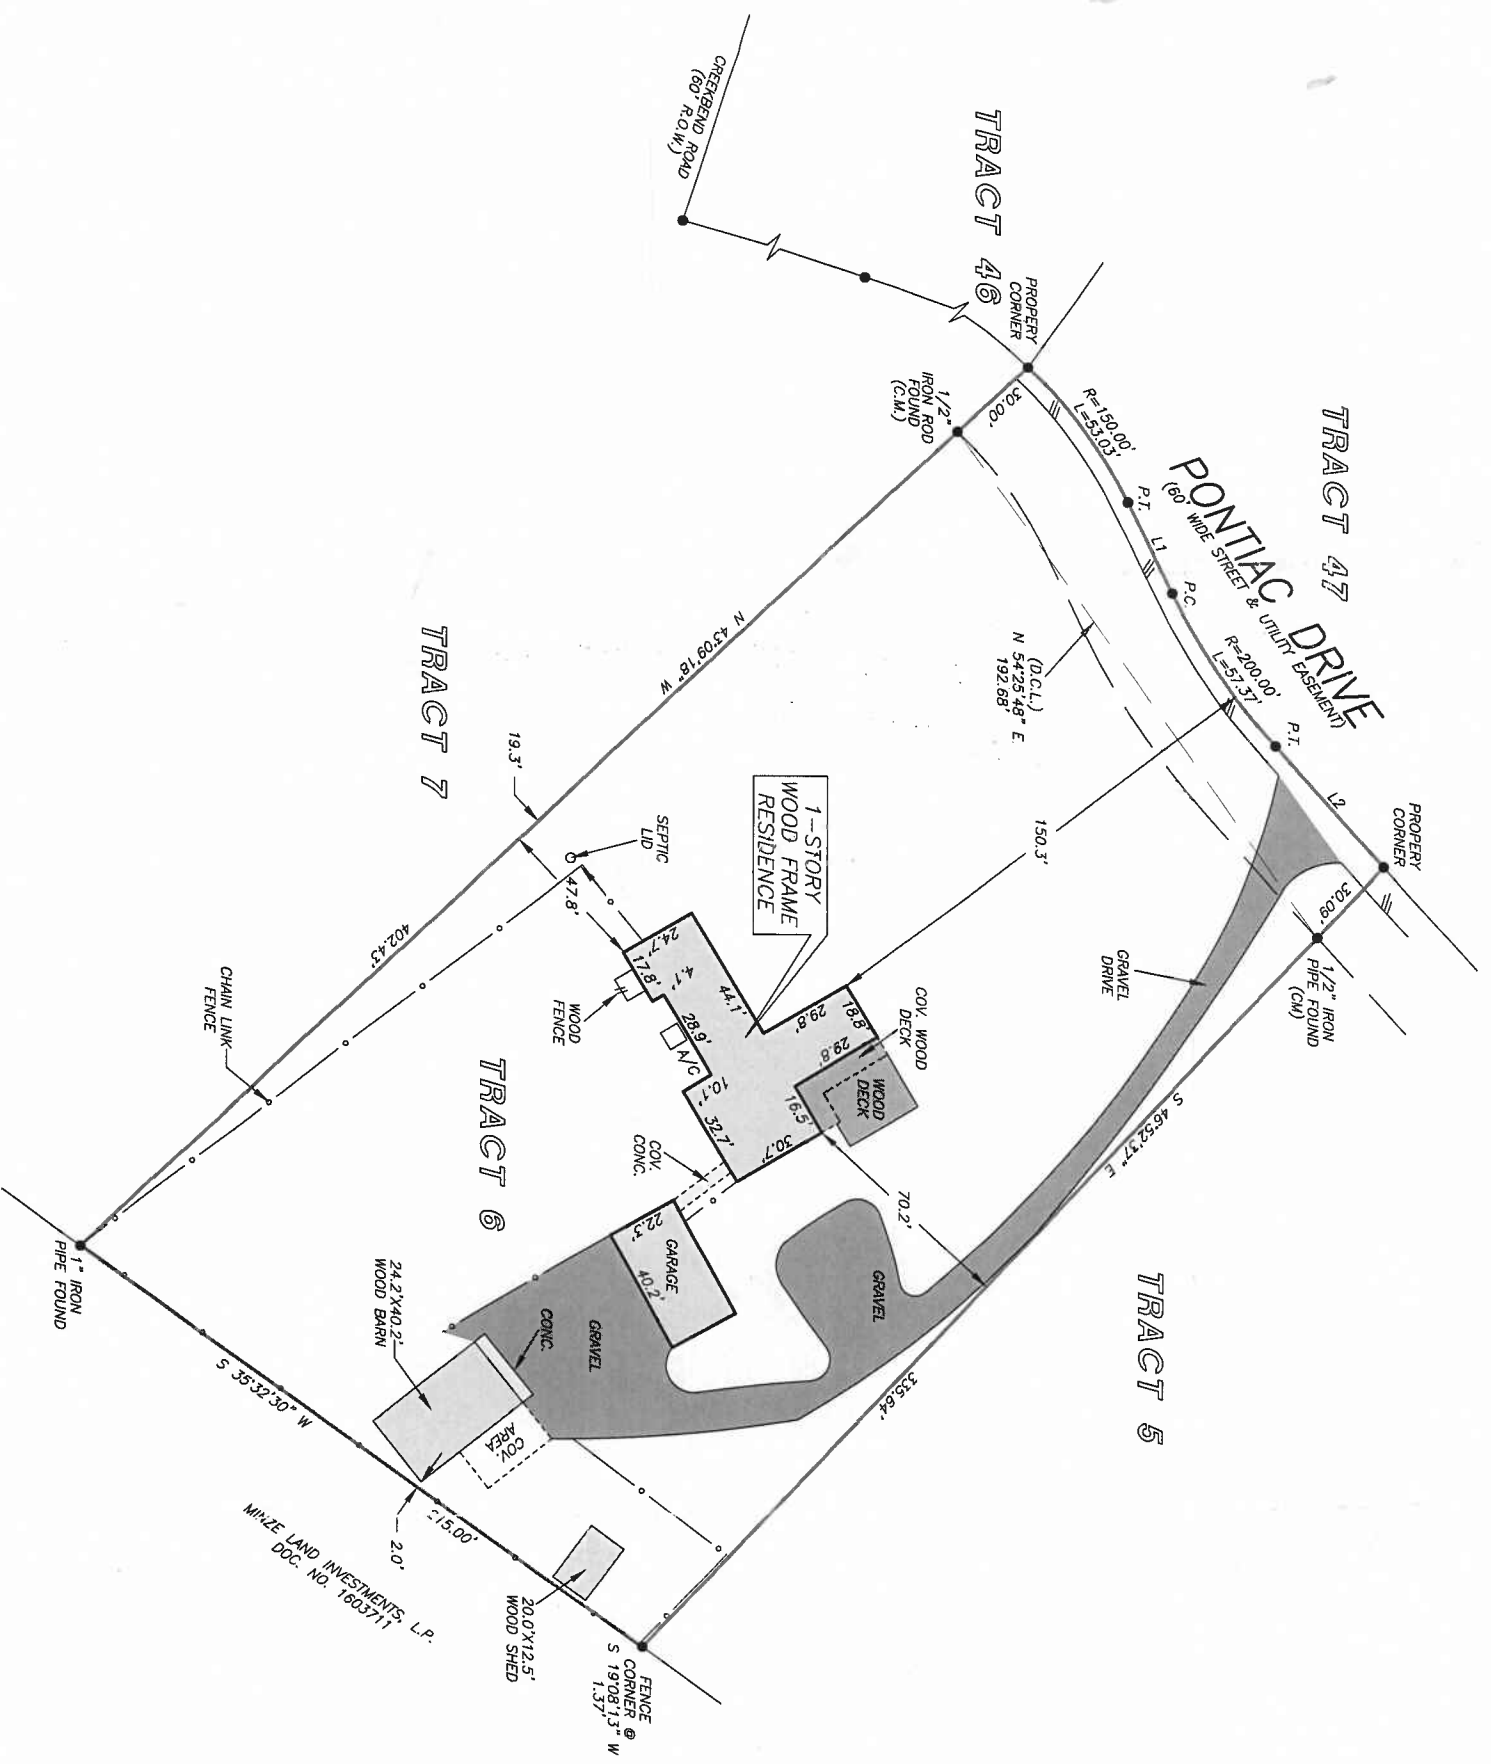 CREEKBEND ROAD
(60' R.O.W.)
TRACT 46
PROPERY
CORNER
TRACT 47
PONTIAC DRIVE
(60' WIDE STREET & UTILITY EASEMENT)
R=150.00'
L=53.03'
P.T.
L1
P.C.
R=200.00'
L=57.37'
P.T.
L2
PROPERY
CORNER
30.00'
1/2"
IRON ROD
FOUND
(C.M.)
30.09'
1/2" IRON
PIPE FOUND
(CM)
(D.C.L.)
N 54°25'48" E
192.68'
150.3'
GRAVEL
DRIVE
S 46°52'37" E
335.64'
TRACT 5
N 43°09'18" W
402.43'
TRACT 7
19.3'
47.8'
SEPTIC
LID
1-STORY
WOOD FRAME
RESIDENCE
24.7'
17.8'
4.1'
44.1'
28.9'
29.8'
18.8'
29.8'
COV. WOOD
DECK
WOOD
DECK
16.5'
30.7'
10.1'
32.7'
A/C
WOOD
FENCE
CHAIN LINK
FENCE
70.2'
COV.
CONC.
TRACT 6
22.3'
GARAGE
40.2'
GRAVEL
GRAVEL
CONC.
24.2'X40.2'
WOOD BARN
COV.
AREA
1" IRON
PIPE FOUND
S 35°32'30" W
215.00'
2.0'
MINZE LAND INVESTMENTS, L.P.
DOC. NO. 1603711
20.0'X12.5'
WOOD SHED
FENCE
CORNER @
S 19°08'13" W
1.37'